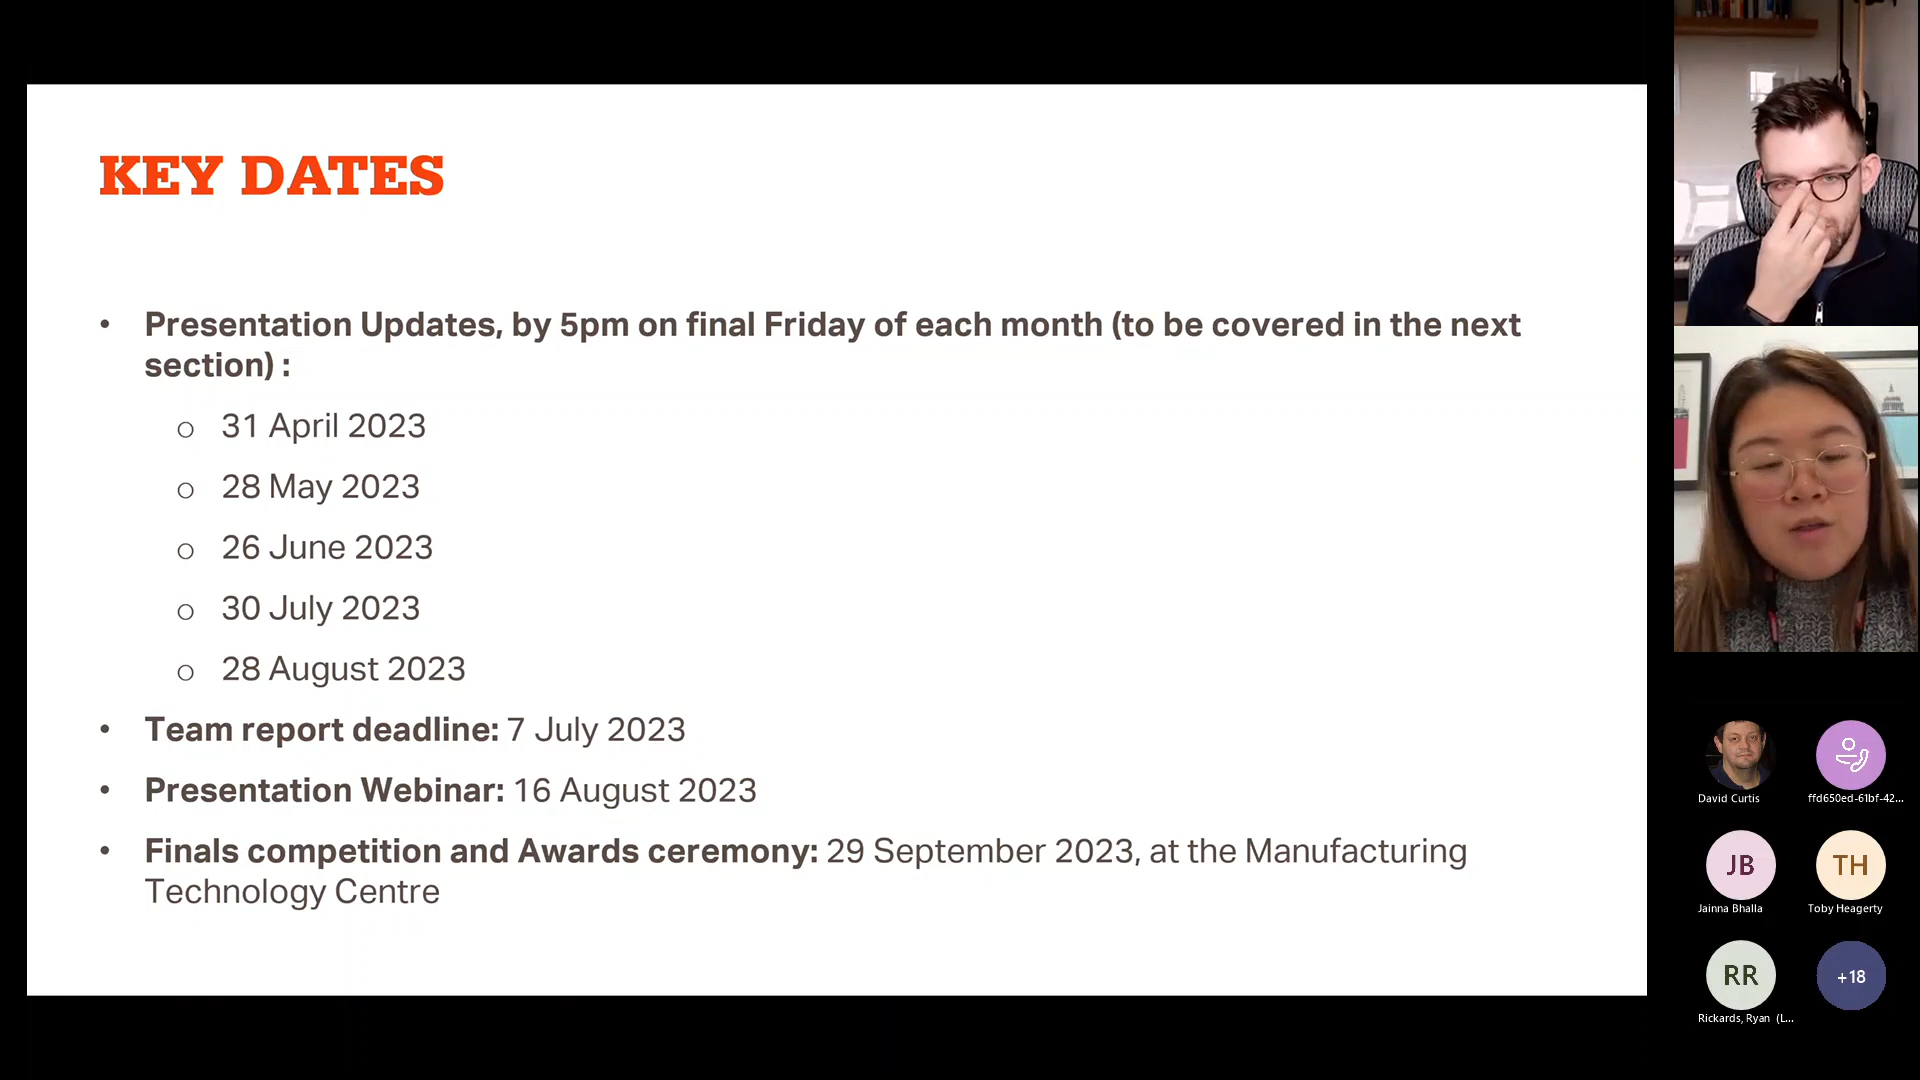 KEY DATES
• Presentation Updates, by 5pm on final Friday of each month (to be covered in the next
section) :
o 31 April 2023
o 28 May 2023
o 26 June 2023
o 30 July 2023
o 28 August 2023
• Team report deadline: 7 July 2023
• Presentation Webinar: 16 August 2023
• Finals competition and Awards ceremony: 29 September 2023, at the Manufacturing
Technology Centre
David Curtis
ffd650ed-61bf-42...
JB
Jainna Bhalla
TH
Toby Heagerty
RR
Rickards, Ryan (L...
+18